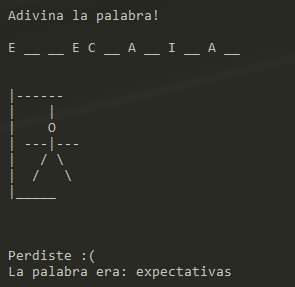 Adivina la palabra!
E __ __ E C __ A __ I __ A __
|------
|    |
|    O
| ---|---
|   / \
|  /   \
|_____
Perdiste :(
La palabra era: expectativas